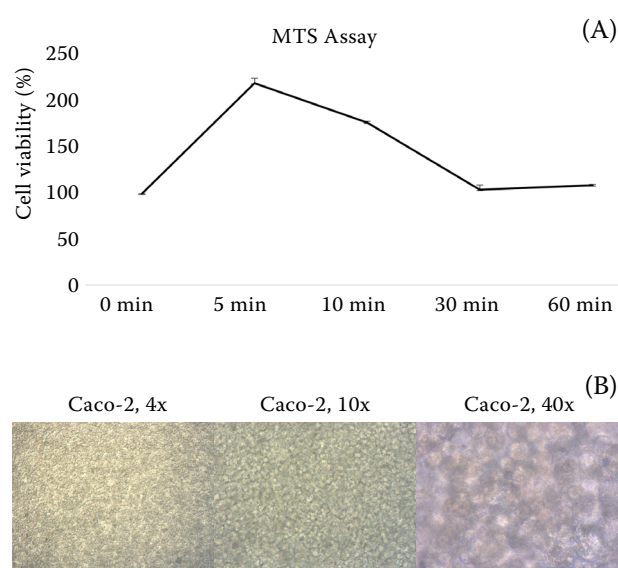 (A)
MTS Assay
Cell viability (%)
250
200
150
100
50
0
0 min 5 min 10 min 30 min 60 min
(B)
Caco-2, 4x Caco-2, 10x Caco-2, 40x